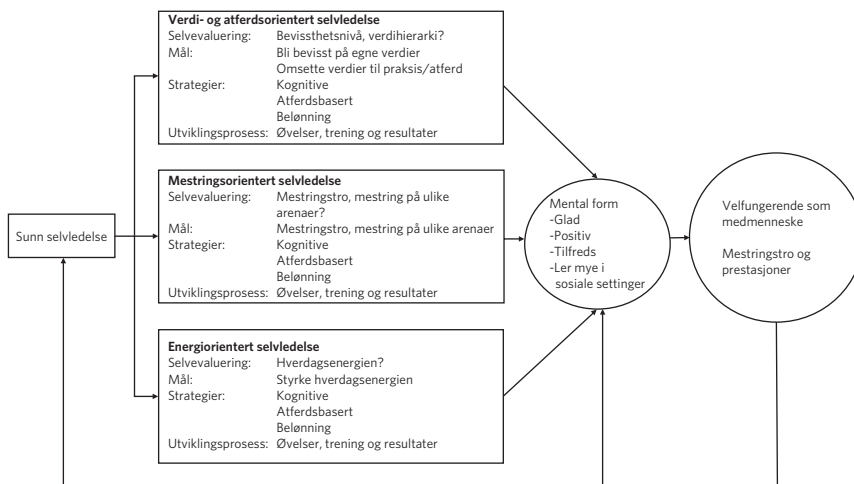 Verdi- og atferdsorientert selvledelse
Selvevaluering: Bevissthetsnivå, verdihierarki?
Mål: Bli bevisst på egne verdier
Omsette verdier til praksis/atferd
Strategier: Kognitive
Atferdsbasert
Belønning
Utviklingsprosess: Øvelser, trening og resultater
Sunn selvledelse
Mestringsorientert selvledelse
Selvevaluering: Mestringstro, mestring på ulike
arenaer?
Mål: Mestringstro, mestring på ulike arenaer
Strategier: Kognitive
Atferdsbasert
Belønning
Utviklingsprosess: Øvelser, trening og resultater
Energiorientert selvledelse
Selvevaluering: Hverdagsenergien?
Mål: Styrke hverdagsenergien
Strategier: Kognitive
Atferdsbasert
Belønning
Utviklingsprosess: Øvelser, trening og resultater
Mental form
-Glad
-Positiv
-Tilfreds
-Ler mye i
sosiale settinger
Velfungerende som
medmenneske
Mestringstro og
prestasjoner